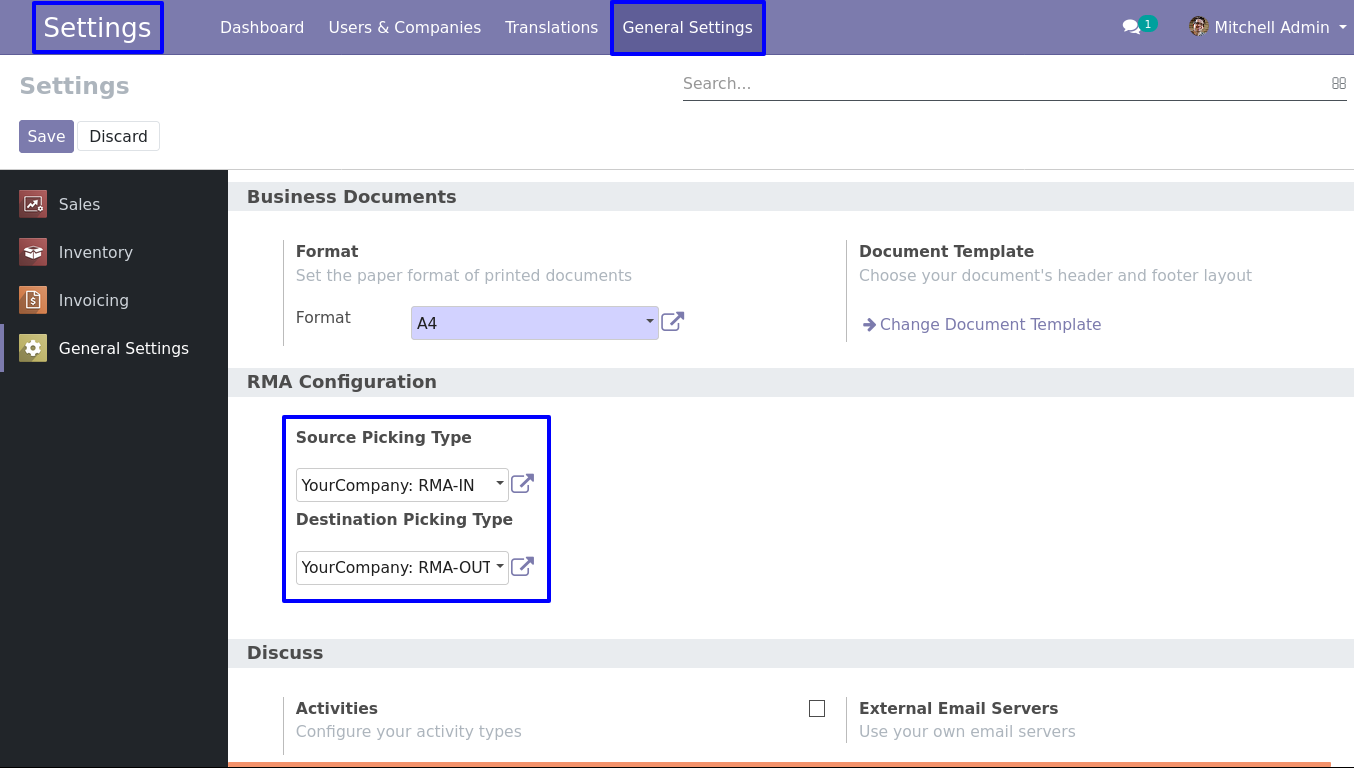 Settings Dashboard Users & Companies Translations General Settings 1 Mitchell Admin
Settings Search...
Save Discard
Sales
Inventory
Invoicing
General Settings
Business Documents
Format
Set the paper format of printed documents
Format A4
Document Template
Choose your document's header and footer layout
Change Document Template
RMA Configuration
Source Picking Type
YourCompany: RMA-IN
Destination Picking Type
YourCompany: RMA-OUT
Discuss
Activities
Configure your activity types
External Email Servers
Use your own email servers